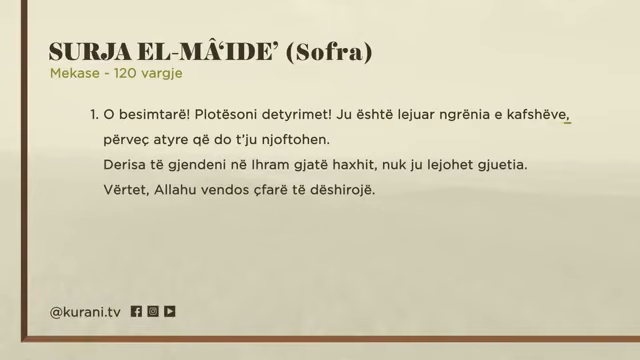 SURJA EL-MÂ‘IDE’ (Sofra)
Mekase - 120 vargje
1. O besimtarë! Plotësoni detyrimet! Ju është lejuar ngrënia e kafshëve,
përveç atyre që do t’ju njoftohen.
Derisa të gjendeni në Ihram gjatë haxhit, nuk ju lejohet gjuetia.
Vërtet, Allahu vendos çfarë të dëshirojë.
@kurani.tv